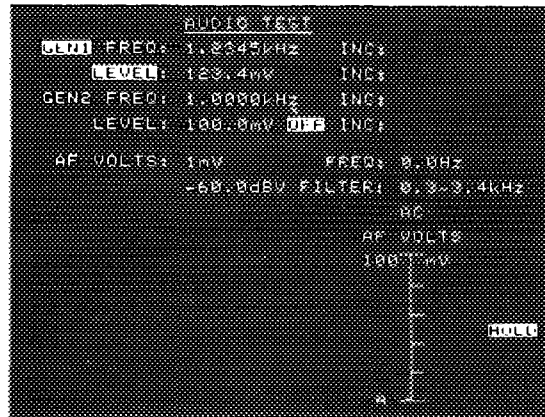 AUDIO TEST
GEN1 FREQ: 1.2345kHz INC:
LEVEL: 123.4mV INC:
GEN2 FREQ: 1.0000kHz INC:
LEVEL: 100.0mV OFF INC:
AF VOLTS: 1mV FREQ: 0.0Hz
-60.0dBV FILTER: 0.3~3.4kHz
AC
AF VOLTS
100 mV
HOLD
A